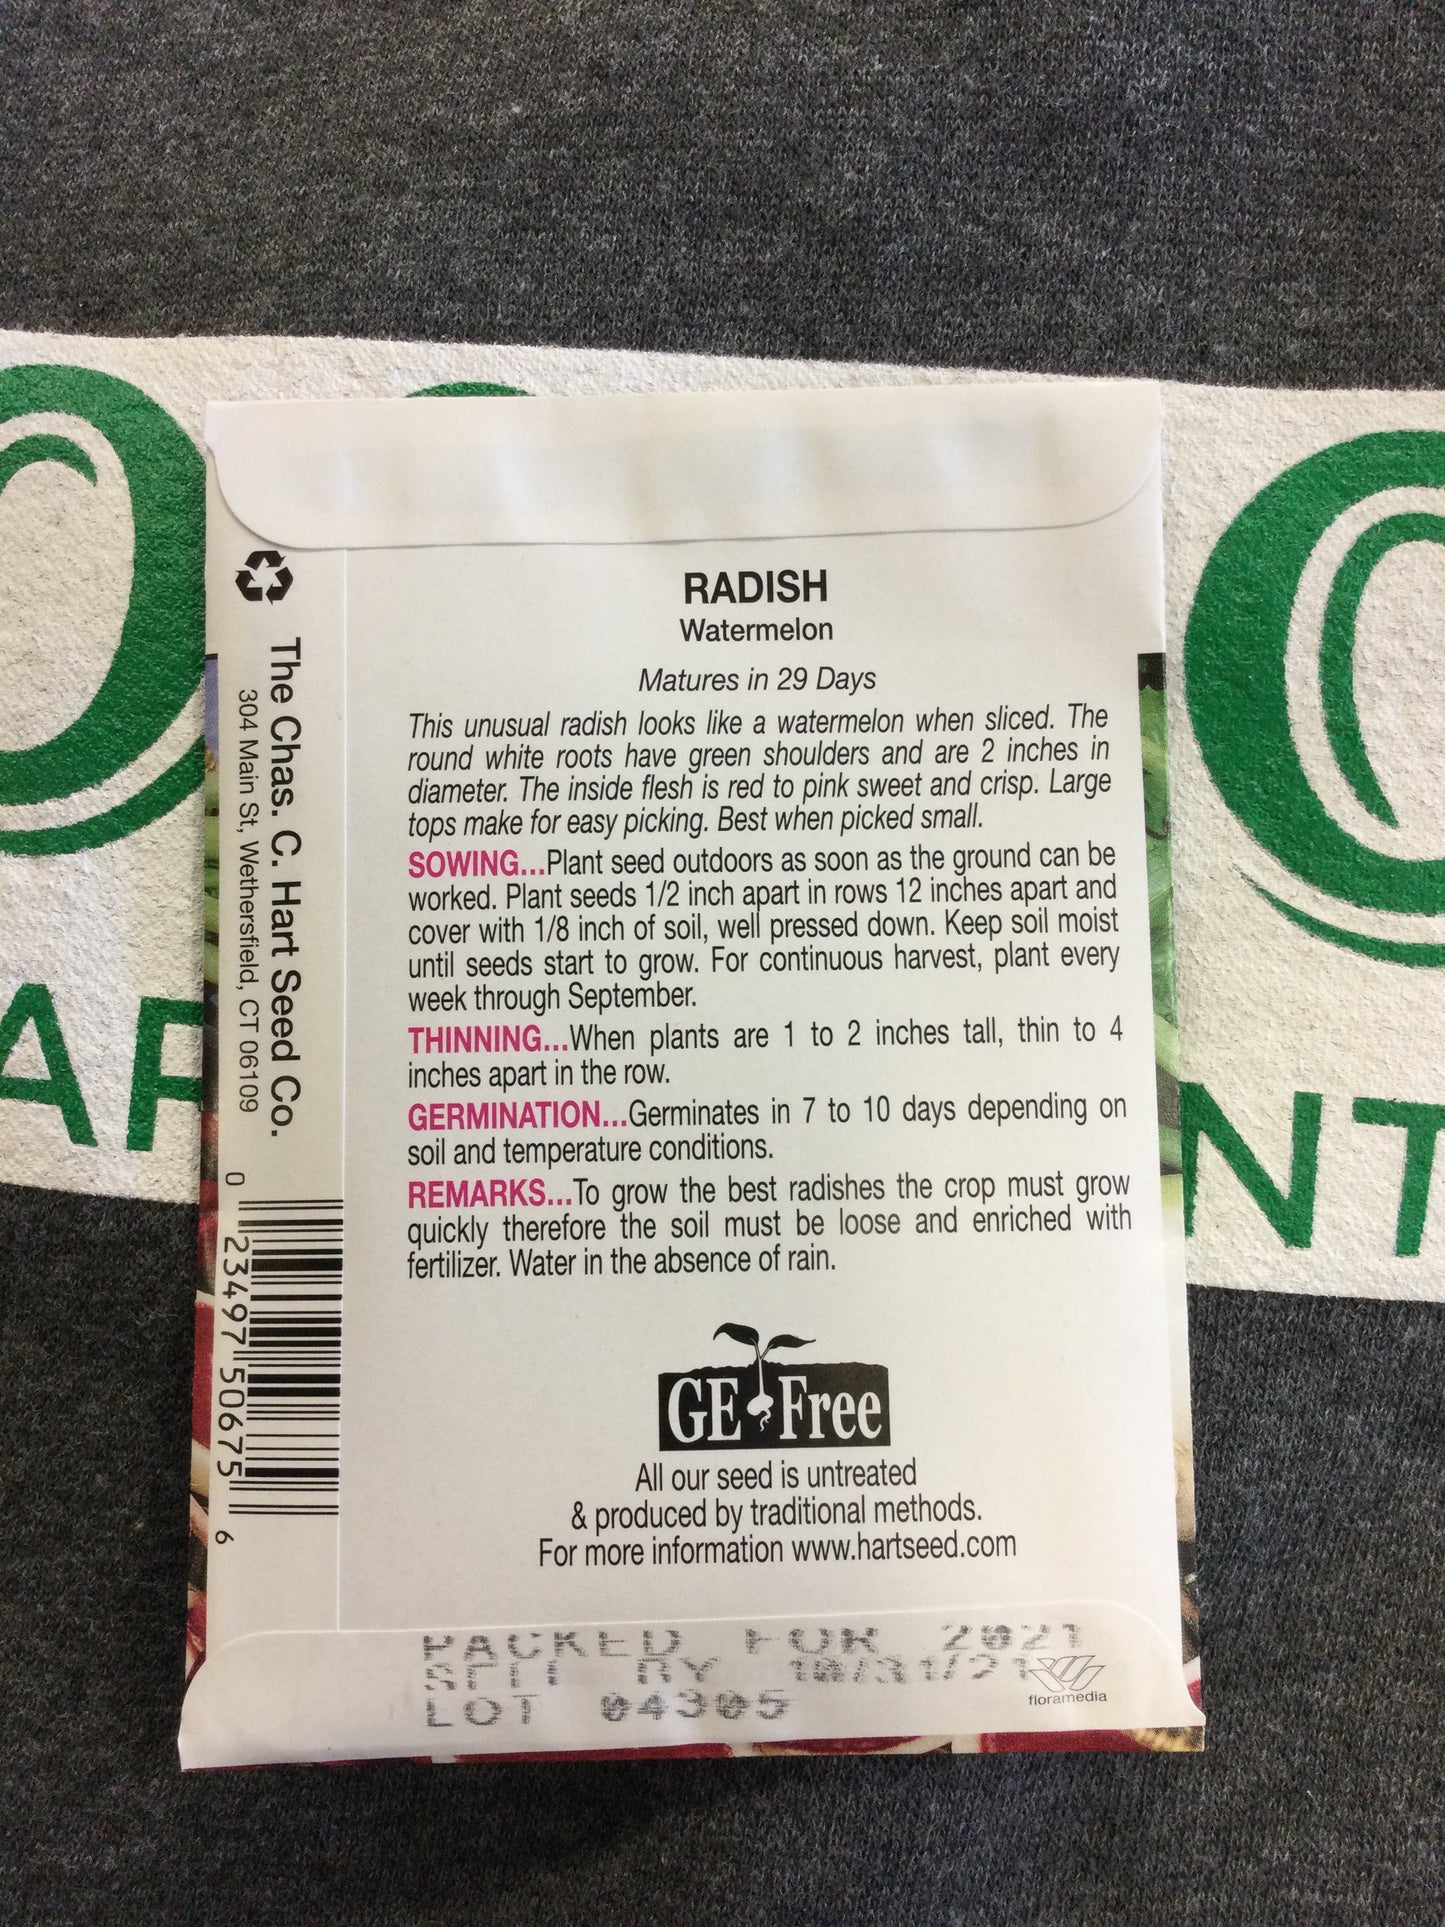 RADISH
Watermelon
Matures in 29 Days
This unusual radish looks like a watermelon when sliced. The
round white roots have green shoulders and are 2 inches in
diameter. The inside flesh is red to pink sweet and crisp. Large
tops make for easy picking. Best when picked small.
SOWING...Plant seed outdoors as soon as the ground can be
worked. Plant seeds 1/2 inch apart in rows 12 inches apart and
cover with 1/8 inch of soil, well pressed down. Keep soil moist
until seeds start to grow. For continuous harvest, plant every
week through September.
THINNING...When plants are 1 to 2 inches tall, thin to 4
inches apart in the row.
GERMINATION...Germinates in 7 to 10 days depending on
soil and temperature conditions.
REMARKS...To grow the best radishes the crop must grow
quickly therefore the soil must be loose and enriched with
fertilizer. Water in the absence of rain.
GE Free
All our seed is untreated
& produced by traditional methods.
For more information www.hartseed.com
PACKED FOR 2021
SELL BY 10/31/21
LOT 04305
floramedia
The Chas. C. Hart Seed Co.
304 Main St, Wethersfield, CT 06109
0 23497 50675 6
AR
NT